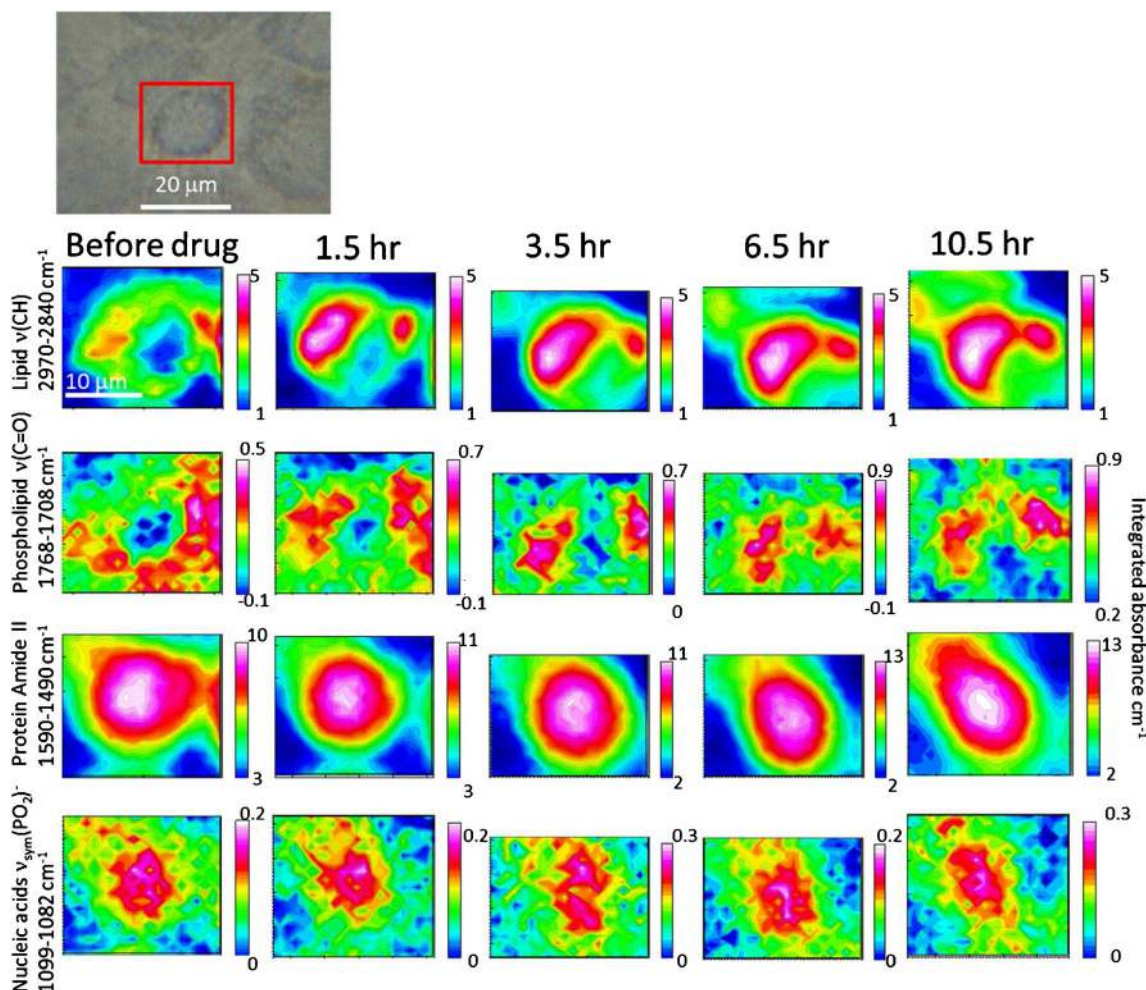 20 μm
Before drug
1.5 hr
3.5 hr
6.5 hr
10.5 hr
Lipid ν(CH)
2970-2840 cm⁻¹
10 μm
5
1
5
1
5
1
5
1
5
1
Phospholipid ν(C=O)
1768-1708 cm⁻¹
0.5
-0.1
0.7
-0.1
0.7
0
0.9
-0.1
0.9
0.2
Integrated absorbance cm⁻¹
Protein Amide II
1590-1490 cm⁻¹
10
3
11
3
11
2
13
2
13
2
Nucleic acids ν_sym(PO₂)⁻
1099-1082 cm⁻¹
0.2
0
0.2
0
0.3
0
0.2
0
0.3
0